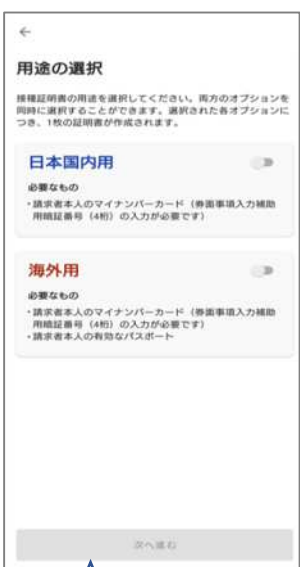 ←
用途の選択
接種証明書の用途を選択してください。両方のオプションを
同時に選択することができます。選択された各オプションに
つき、1枚の証明書が作成されます。
日本国内用
必要なもの
・請求者本人のマイナンバーカード（券面事項入力補助
用暗証番号（4桁）の入力が必要です）
海外用
必要なもの
・請求者本人のマイナンバーカード（券面事項入力補助
用暗証番号（4桁）の入力が必要です）
・請求者本人の有効なパスポート
次へ進む